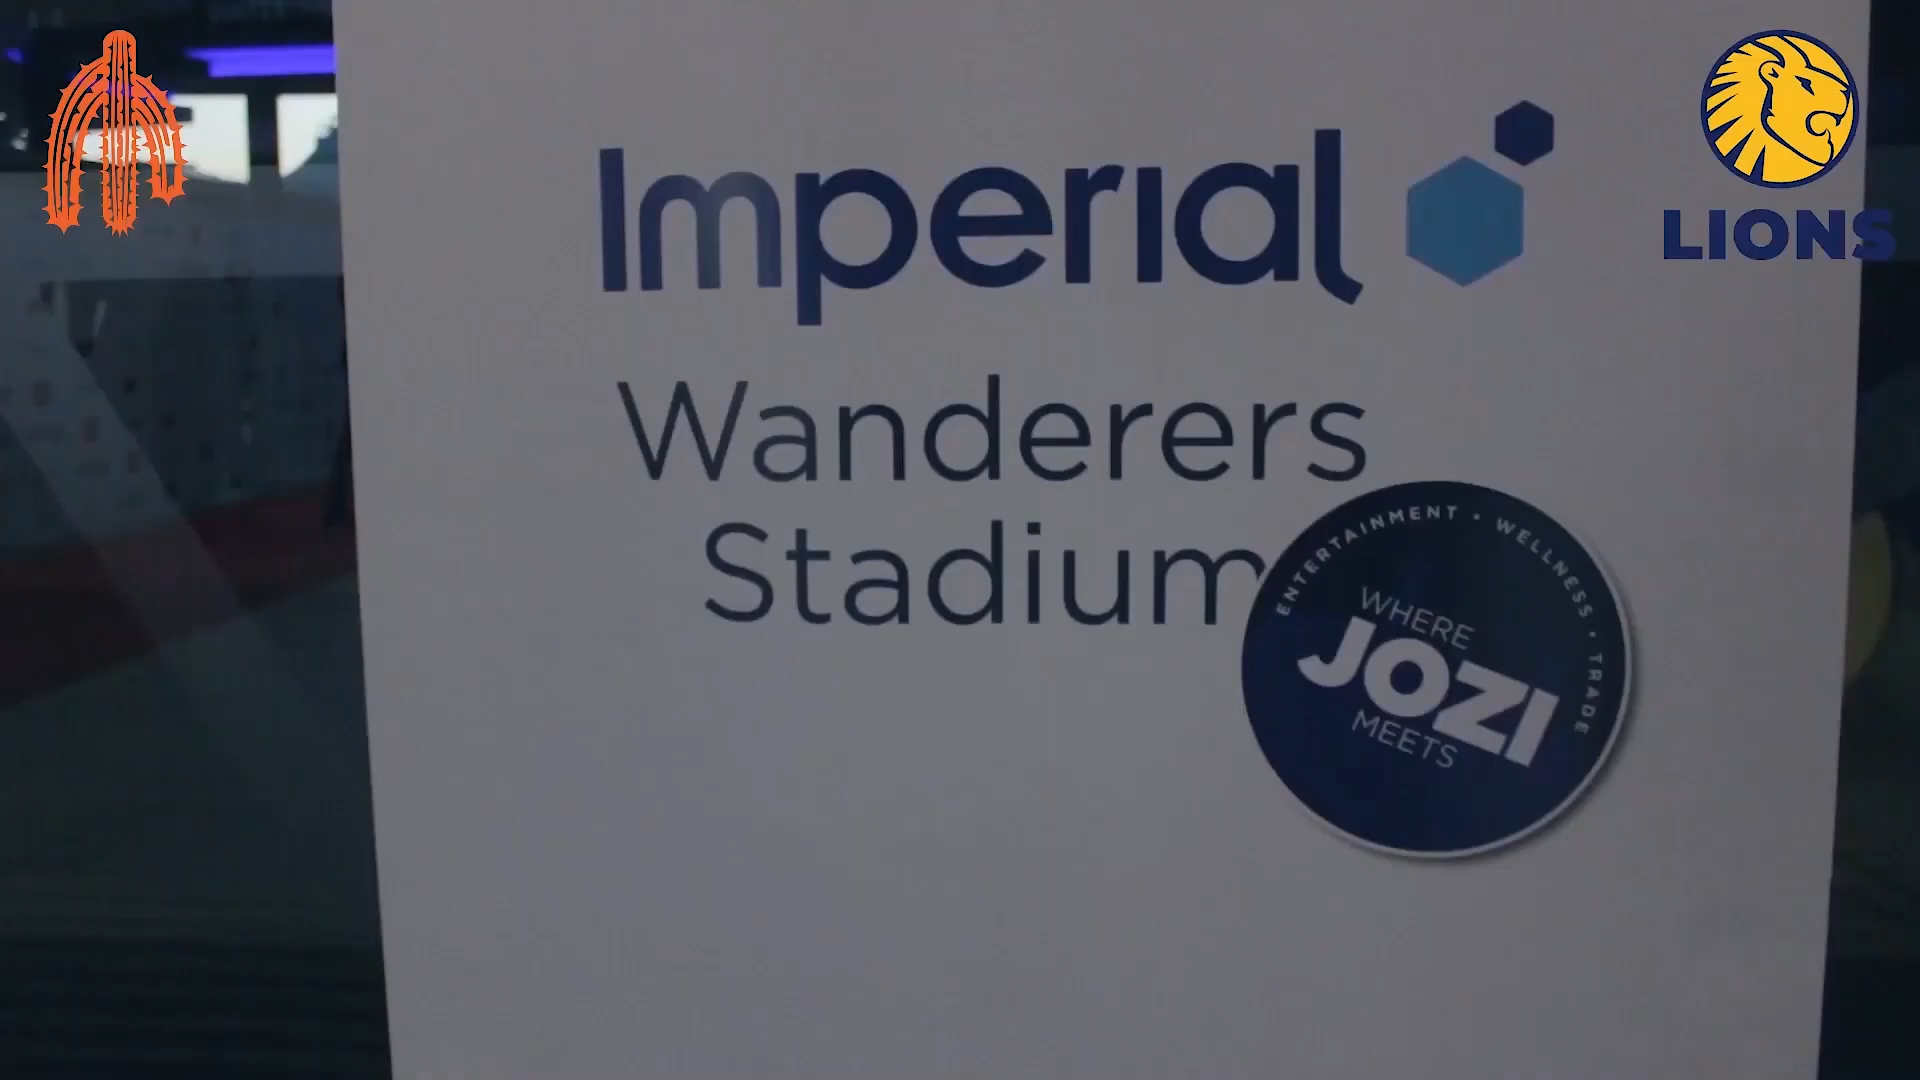 Imperial
Wanderers
Stadium
ENTERTAINMENT • WELLNESS • TRADE
WHERE
JOZI
MEETS
LIONS